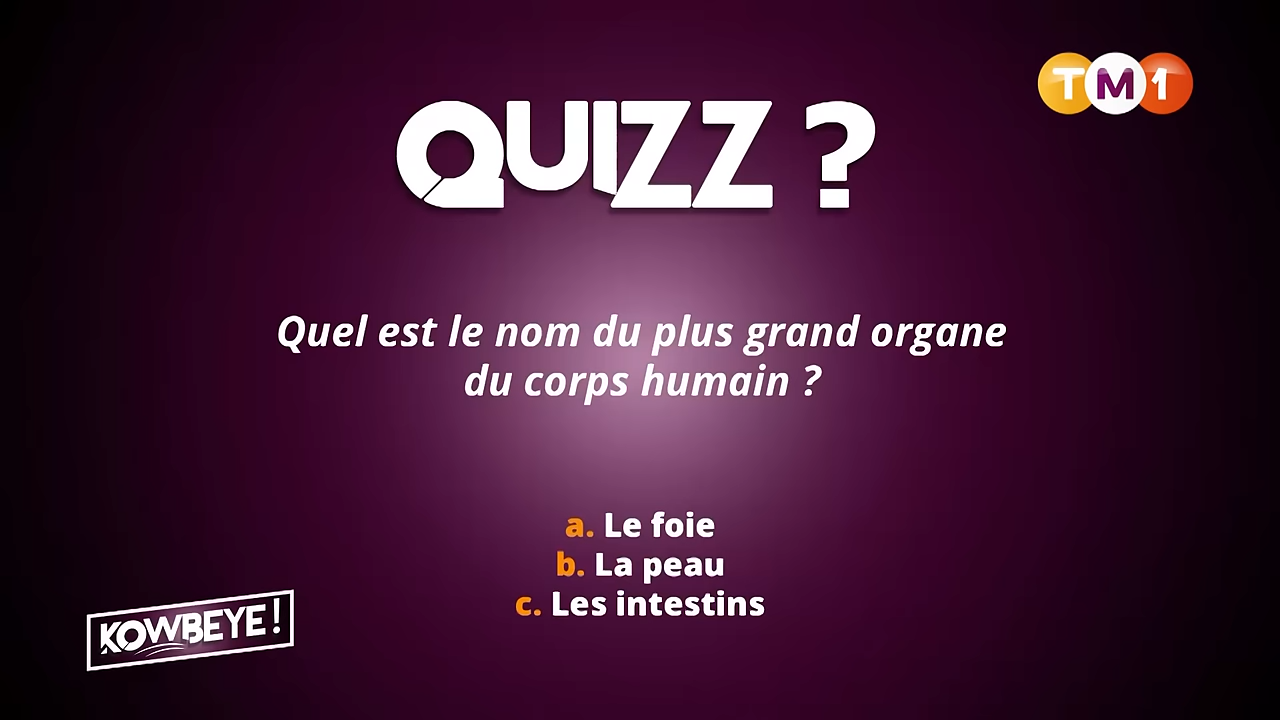 TM1
QUIZZ ?
Quel est le nom du plus grand organe
du corps humain ?
a. Le foie
b. La peau
c. Les intestins
KOWBEYE !